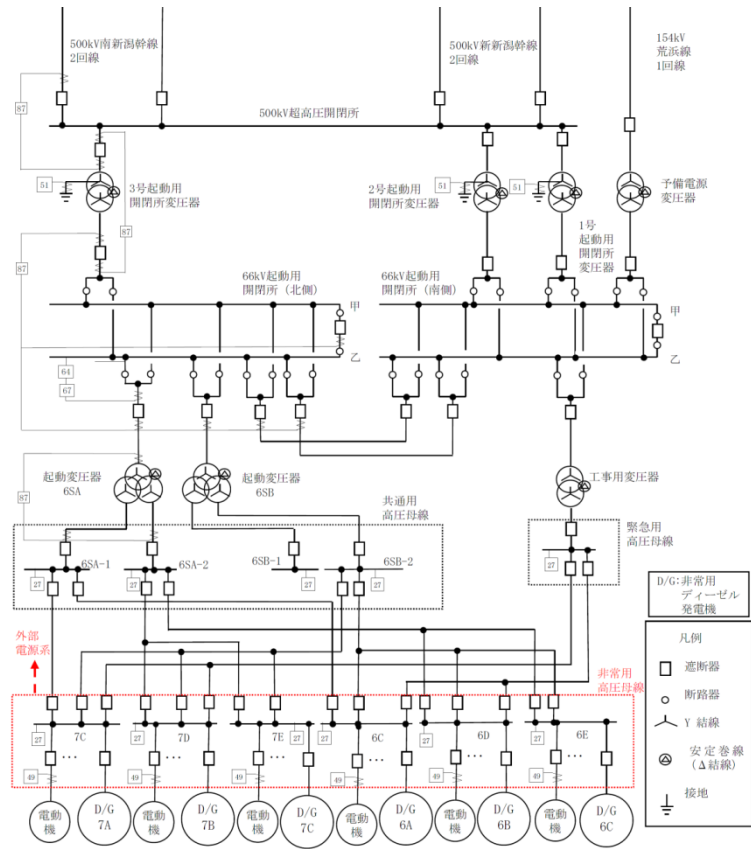 500kV南新潟幹線
2回線
500kV新新潟幹線
2回線
154kV
荒浜線
1回線
87
500kV超高圧開閉所
51
3号起動用
開閉所変圧器
87
51
2号起動用
開閉所変圧器
51
予備電源
変圧器
1号
起動用
開閉所
変圧器
87
66kV起動用
開閉所(北側)
66kV起動用
開閉所(南側)
甲
甲
乙
乙
64
67
起動変圧器
6SA
起動変圧器
6SB
工事用変圧器
87
共通用
高圧母線
緊急用
高圧母線
27
6SA-1
27
6SA-2
6SB-1
27
6SB-2
27
D/G:非常用
ディーゼル
発電機
外部
電源系
非常用
高圧母線
凡例
遮断器
断路器
Y 結線
安定巻線
(Δ結線)
接地
27
7C
27
7D
7E
27
27
6C
27
6D
27
6E
49
…
49
…
…
49
…
49
…
49
…
電動
機
D/G
7A
電動
機
D/G
7B
電動
機
D/G
7C
電動
機
D/G
6A
電動
機
D/G
6B
電動
機
D/G
6C